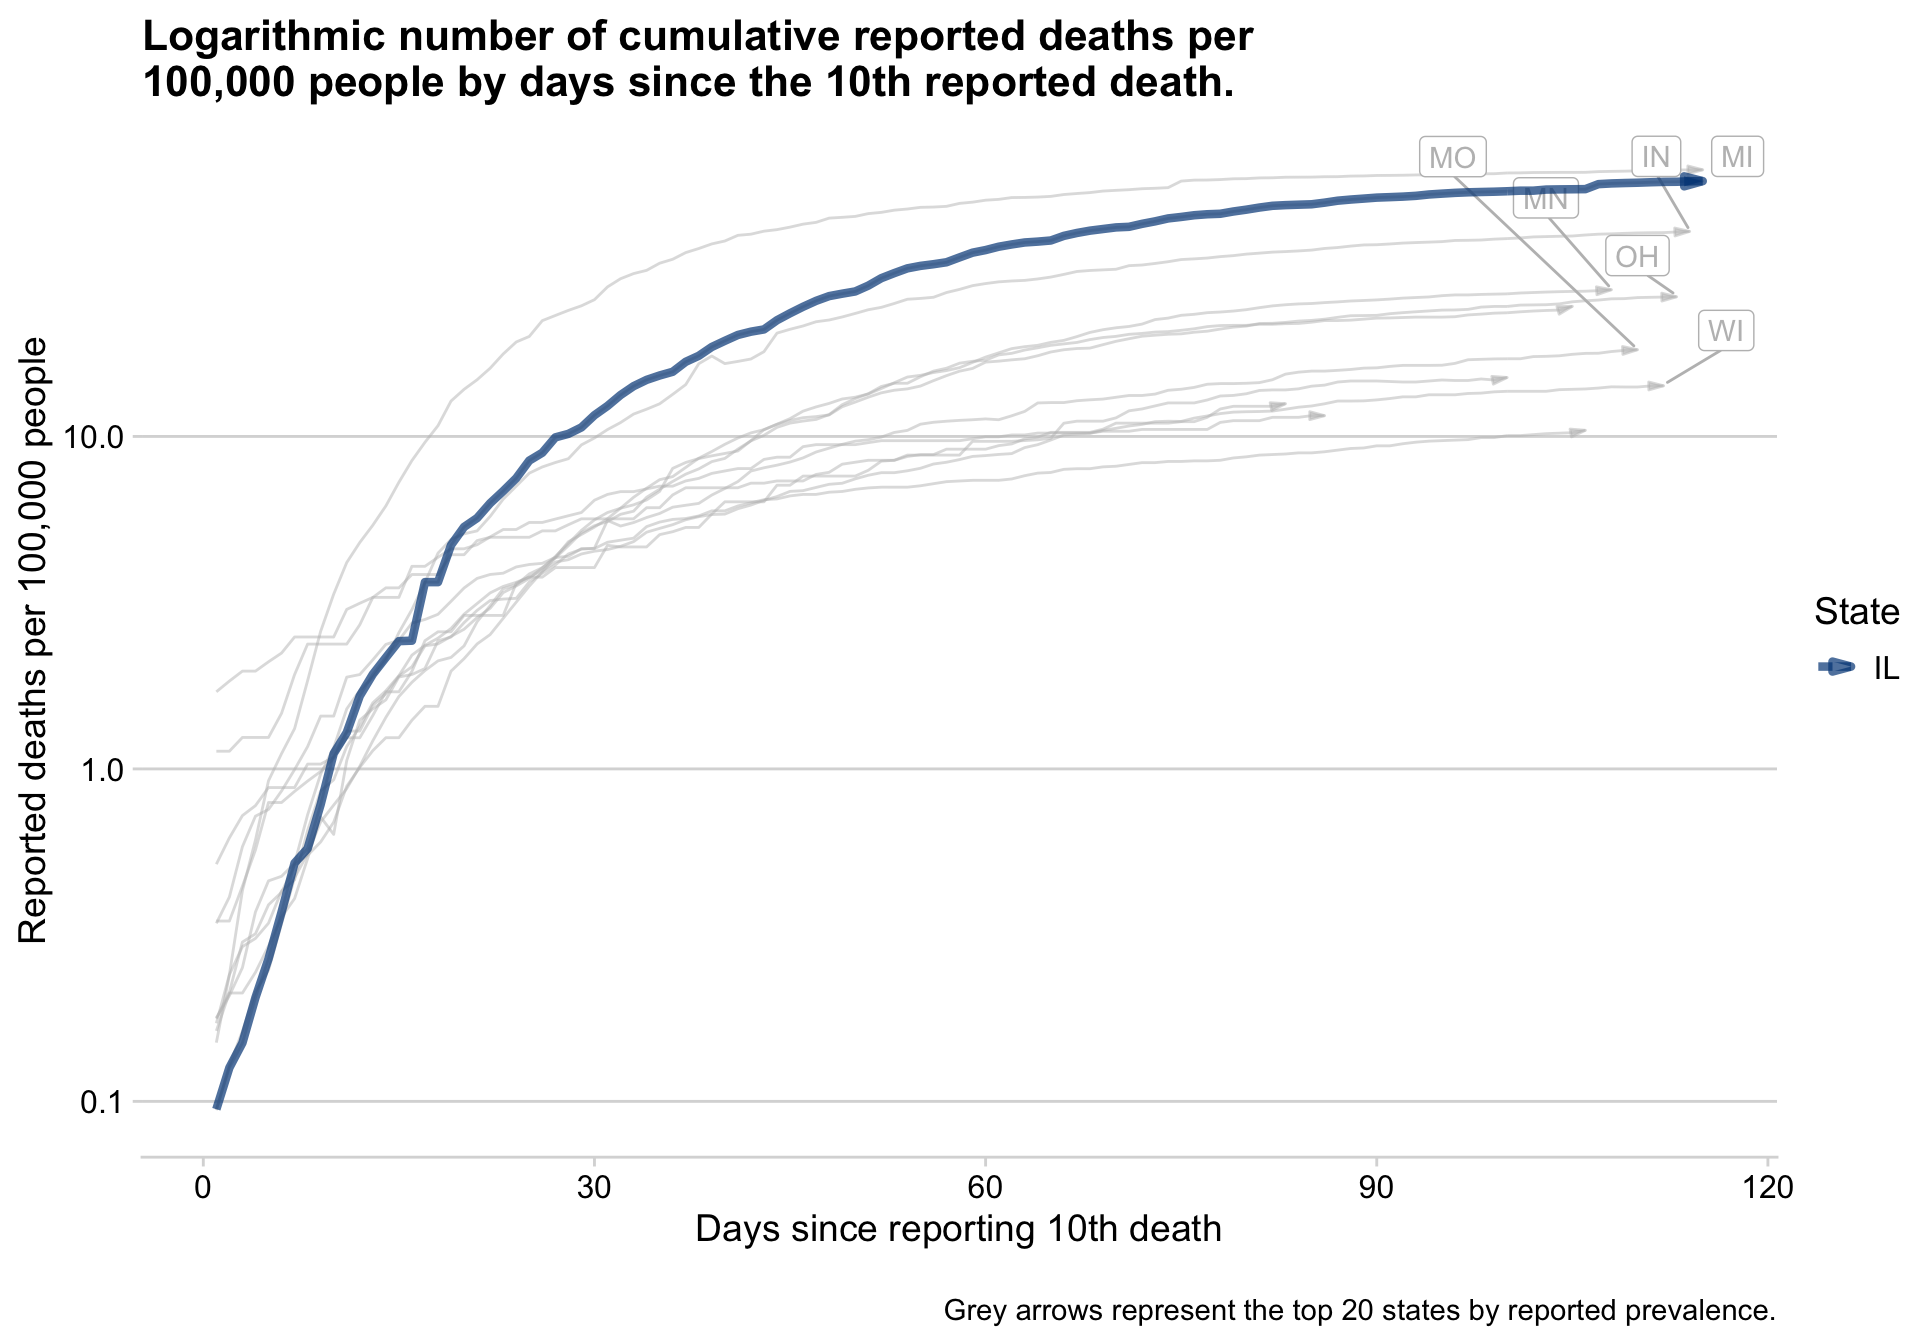 Logarithmic number of cumulative reported deaths per
100,000 people by days since the 10th reported death.
MO
IN
MI
MN
OH
WI
Reported deaths per 100,000 people
10.0
1.0
0.1
State
IL
0
30
60
90
120
Days since reporting 10th death
Grey arrows represent the top 20 states by reported prevalence.